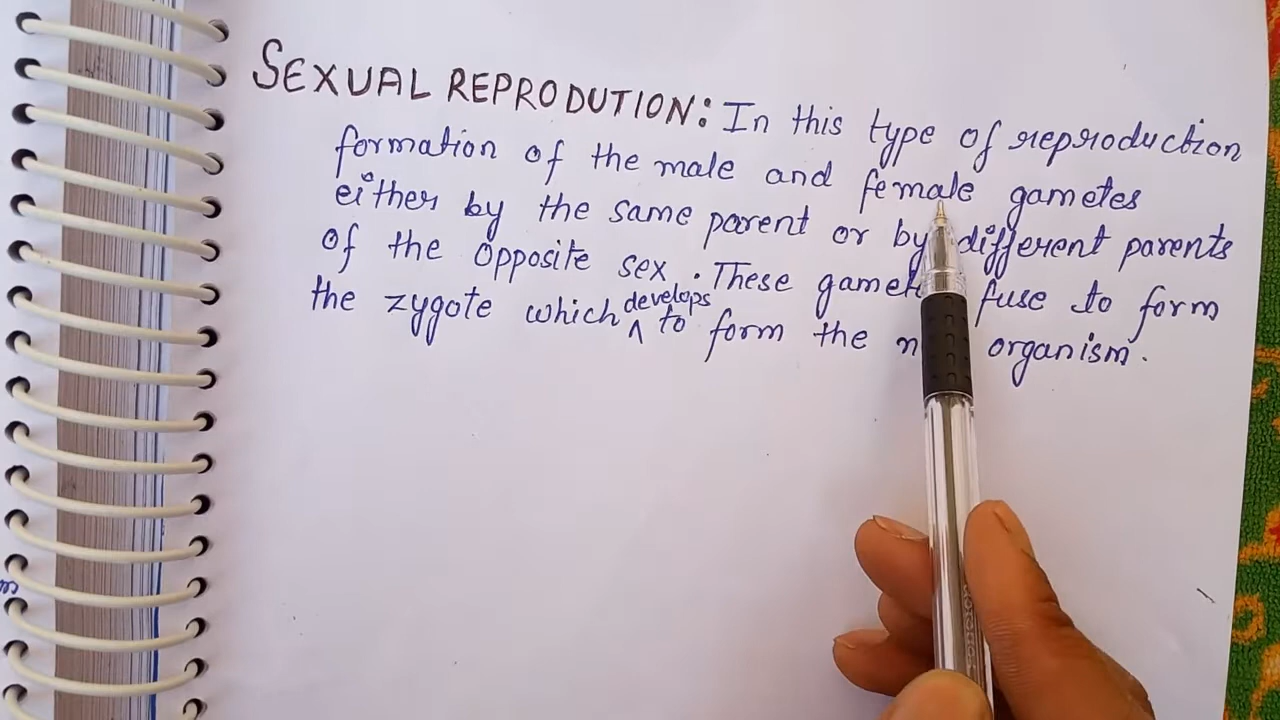 SEXUAL REPRODUTION: In this type of reproduction
formation of the male and female gametes
either by the same parent or by different parents
of the opposite sex. These fuse to form
the zygote which develops to form the organism.